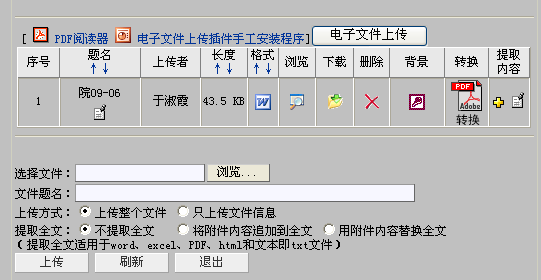 [ PDF阅读器 电子文件上传插件手工安装程序] 电子文件上传
序号 题名 ↑ ↓ 上传者 长度 ↑ ↓ 格式 ↑ ↓ 浏览 下载 删除 背景 转换 提取内容
1 院09-06 于淑霞 43.5 KB PDF Adobe 转换
选择文件： 浏览...
文件题名：
上传方式： 上传整个文件 只上传文件信息
提取全文： 不提取全文 将附件内容追加到全文 用附件内容替换全文
( 提取全文适用于word、excel、PDF、html和文本即txt文件 )
上传 刷新 退出